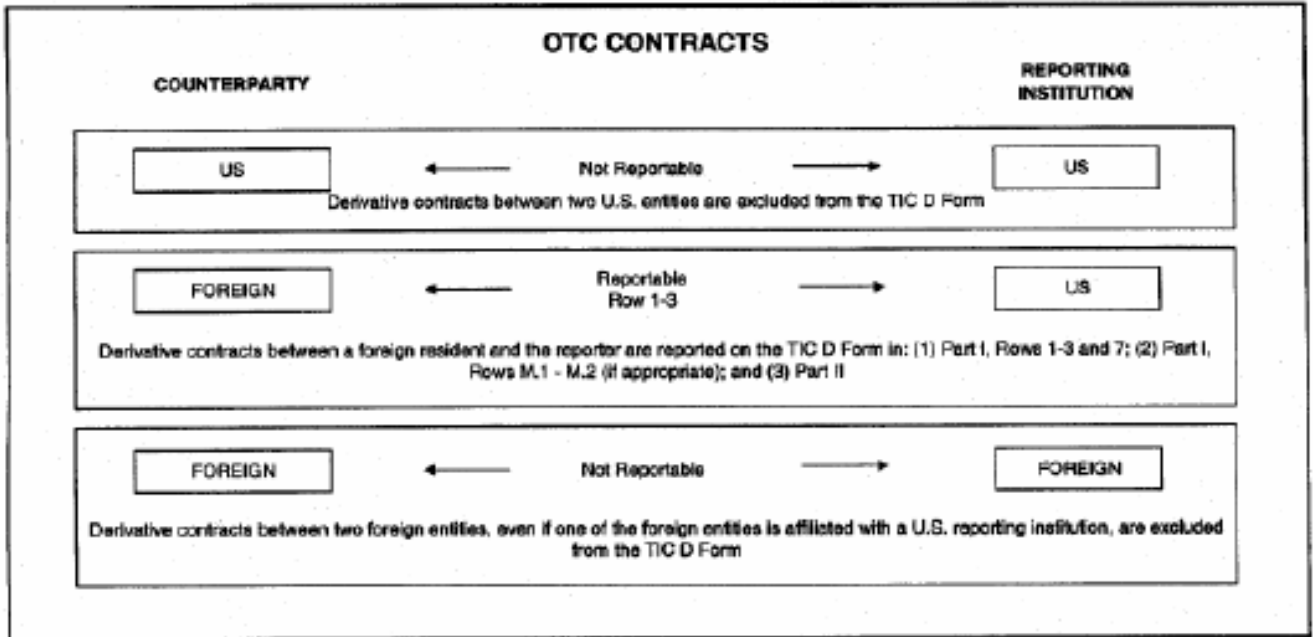 OTC CONTRACTS
COUNTERPARTY
REPORTING
INSTITUTION
US
Not Reportable
US
Derivative contracts between two U.S. entities are excluded from the TIC D Form
FOREIGN
Reportable
Row 1-3
US
Derivative contracts between a foreign resident and the reporter are reported on the TIC D Form in: (1) Part I, Rows 1-3 and 7; (2) Part I,
Rows M.1 - M.2 (if appropriate); and (3) Part II
FOREIGN
Not Reportable
FOREIGN
Derivative contracts between two foreign entities, even if one of the foreign entities is affiliated with a U.S. reporting institution, are excluded
from the TIC D Form